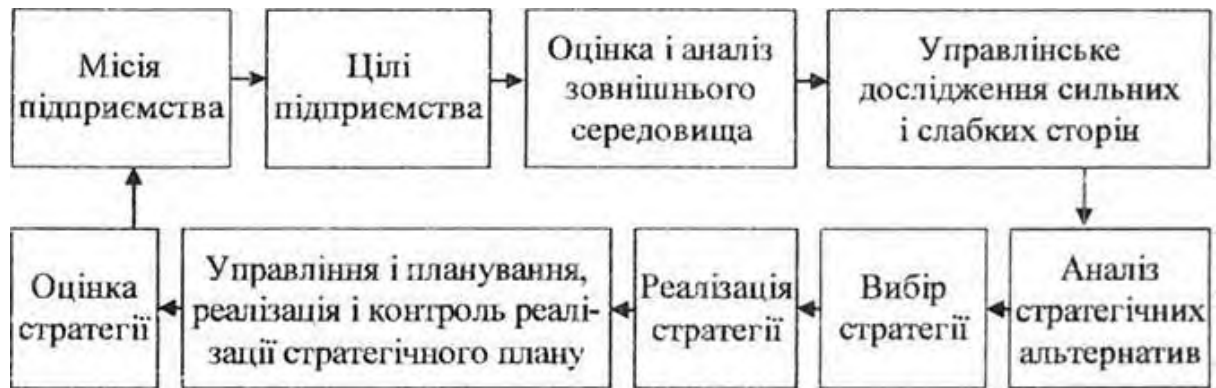 Місія
підприємства
Цілі
підприємства
Оцінка і аналіз
зовнішнього
середовища
Управлінське
дослідження сильних
і слабких сторін
Оцінка
стратегії
Управління і планування,
реалізація і контроль реалі-
зації стратегічного плану
Реалізація
стратегії
Вибір
стратегії
Аналіз
стратегічних
альтернатив